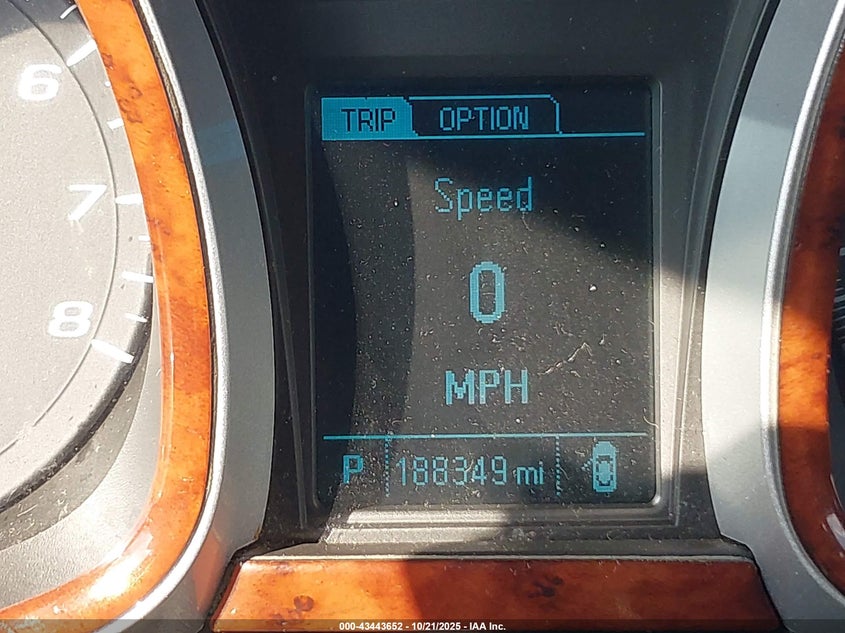 6
7
8
TRIP OPTION
Speed
0
MPH
P 188349 mi
000-43443652 - 10/21/2025 - IAA Inc.